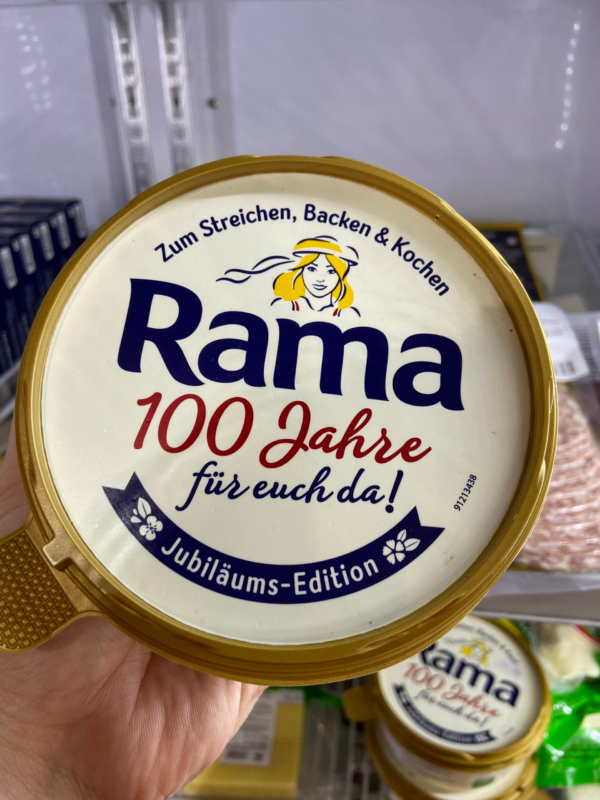 Zum Streichen, Backen & Kochen
Rama
100 Jahre
für euch da!
Jubiläums-Edition
91213438
Rama
100 Jahre
für euch da!